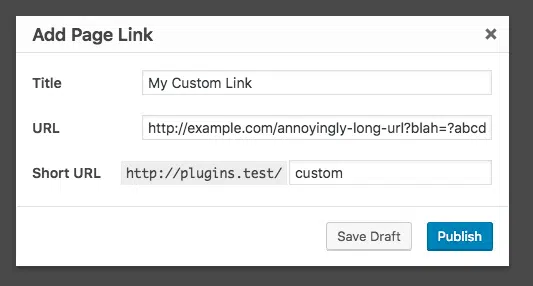 Add Page Link ×
Title My Custom Link
URL http://example.com/annoyingly-long-url?blah=?abcd
Short URL http://plugins.test/ custom
Save Draft Publish